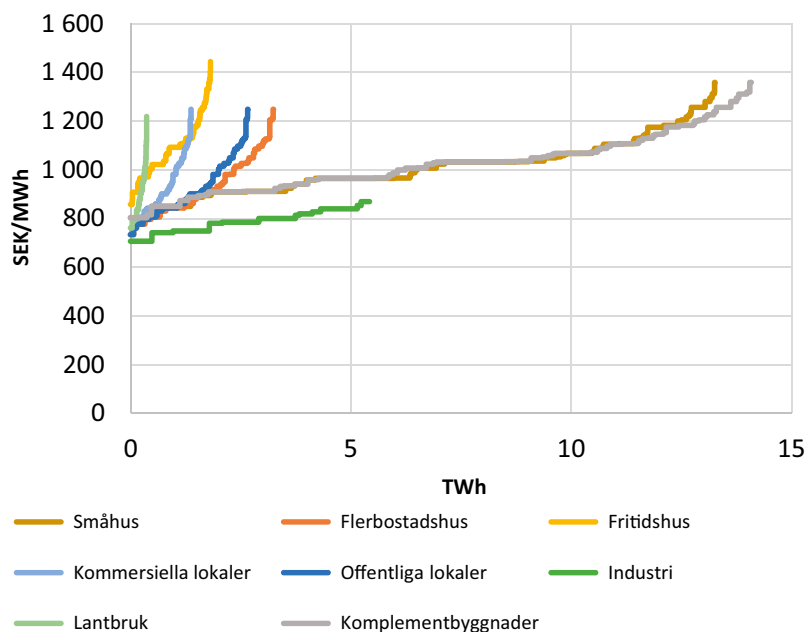 1 600
1 400
1 200
1 000
800
600
400
200
0
SEK/MWh
0 5 10 15
TWh
Småhus Flerbostadshus Fritidshus
Kommersiella lokaler Offentliga lokaler Industri
Lantbruk Komplementbyggnader